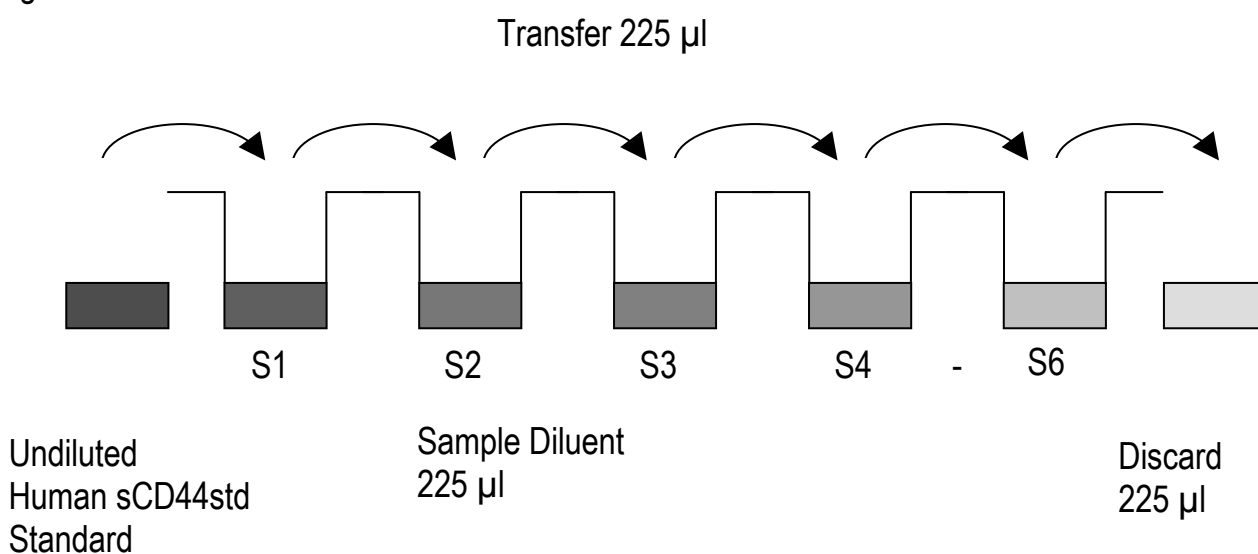 Transfer 225 µl
S1 S2 S3 S4 - S6
Undiluted
Human sCD44std
Standard
Sample Diluent
225 µl
Discard
225 µl